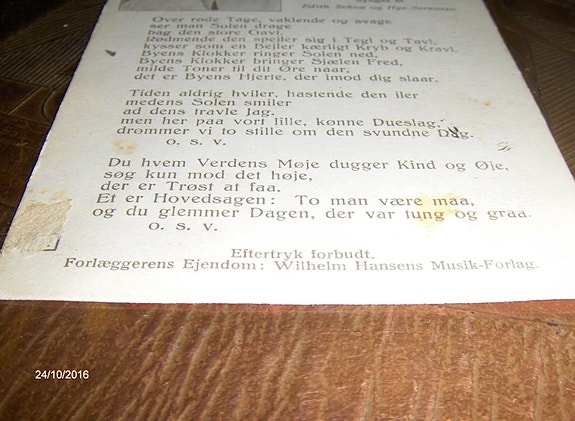 Edith Schou og Hge-Sørensen
Over røde Tage, vaklende og svage
ser man Solen drage
bag den store Gavl,
Rødmende den spejler sig i Tegl og Tavl,
kysser som en Bejler kærligt Kryb og Kravl,
Byens Klokker ringer Solen ned,
Byens Klokker bringer Sjælen Fred,
milde Toner til dit Øre naar,
det er Byens Hjerte, der imod dig slaar,
Tiden aldrig hviler, hastende den iler
medens Solen smiler
ad dens travle Jag.
men her paa vort lille, kønne Dueslag,
drømmer vi to stille om den svundne Dag.
o. s. v.
Du hvem Verdens Møje dugger Kind og Øje,
søg kun mod det høje,
der er Trøst at faa.
Et er Hovedsagen: To man være maa,
og du glemmer Dagen, der var tung og graa.
o. s. v.
Eftertryk forbudt.
Forlæggerens Ejendom: Wilhelm Hansens Musik-Forlag.
24/10/2016